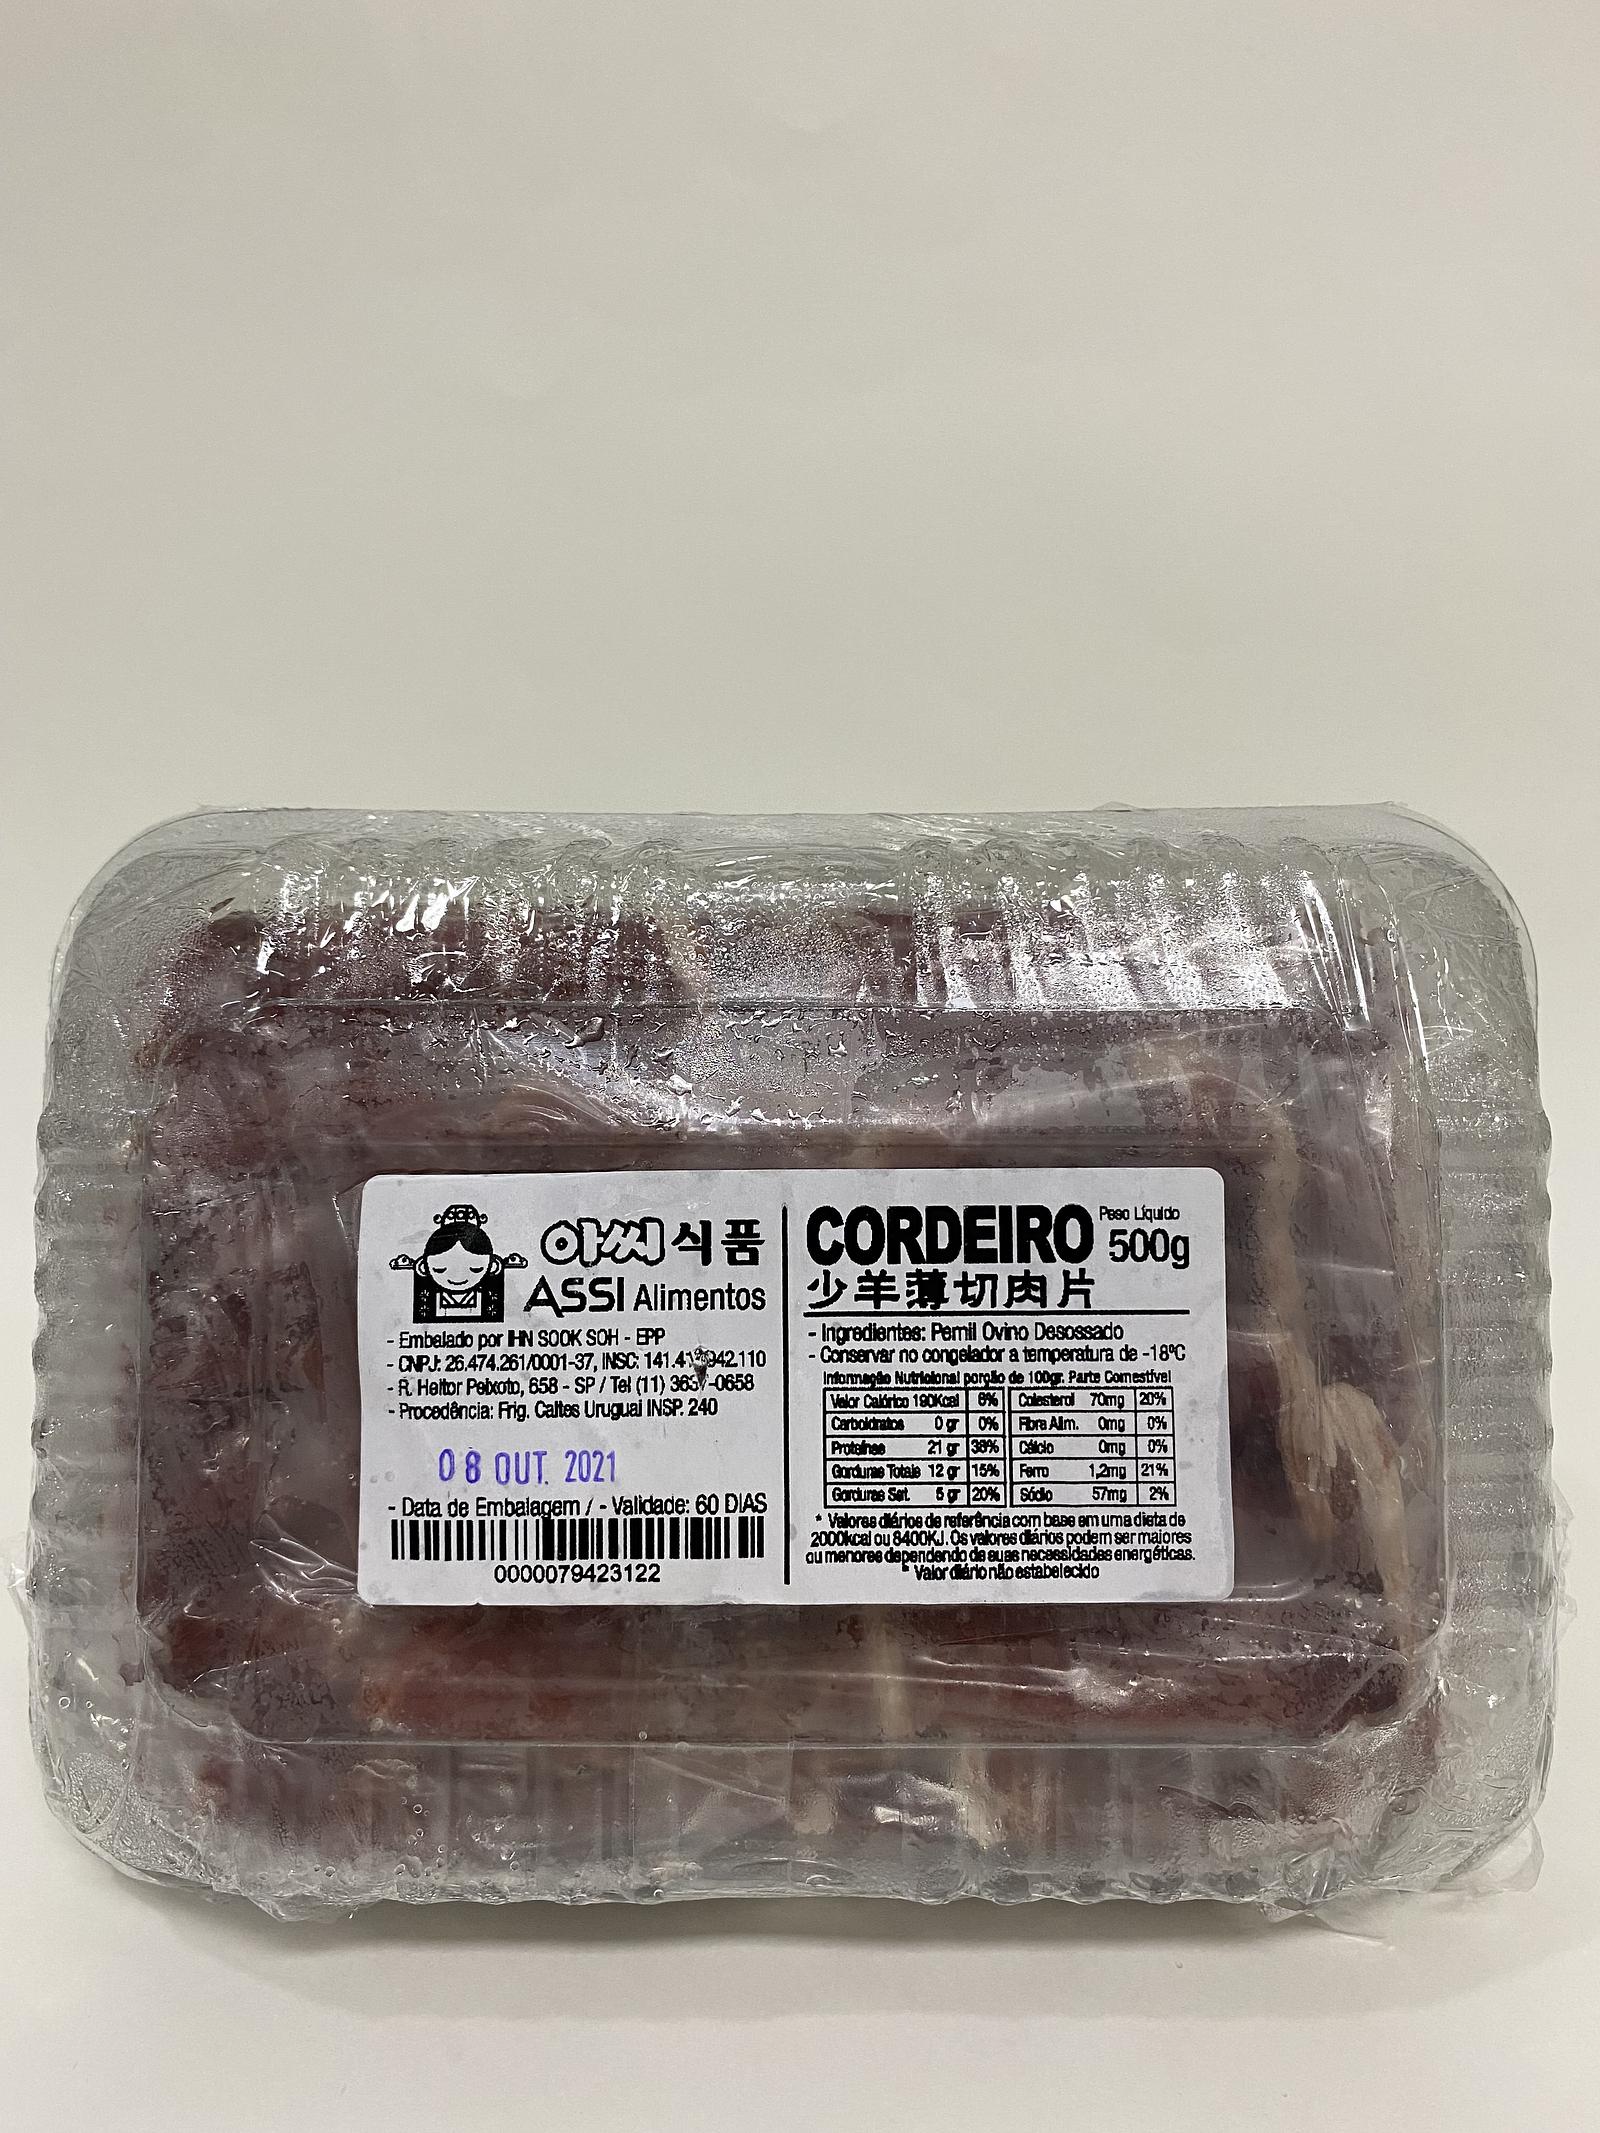 아씨 식품
ASSI Alimentos
- Embalado por IHN SOOK SOH - EPP
- CNPJ: 26.474.261/0001-37, INSC: 141.41 942.110
- R. Heitor Peixoto, 658 - SP / Tel (11) 3637-0658
- Procedência: Frig. Caltes Uruguai INSP. 240
08 OUT. 2021
- Data de Embalagem / - Validade: 60 DIAS
0000079423122
CORDEIRO Peso Líquido 500g
少羊薄切肉片
- Ingredientes: Pernil Ovino Desossado
- Conservar no congelador a temperatura de -18ºC
Informação Nutricional porção de 100gr. Parte Comestível
Valor Calórico 190Kcal 6% Colesterol 70mg 20%
Carboidratos 0 gr 0% Fibra Alim. 0mg 0%
Proteínas 21 gr 38% Cálcio 0mg 0%
Gorduras Totais 12 gr 15% Ferro 1,2mg 21%
Gorduras Sat. 5 gr 20% Sódio 57mg 2%
* Valores diários de referência com base em uma dieta de
2000kcal ou 8400KJ. Os valores diários podem ser maiores
ou menores dependendo de suas necessidades energéticas.
* Valor diário não estabelecido